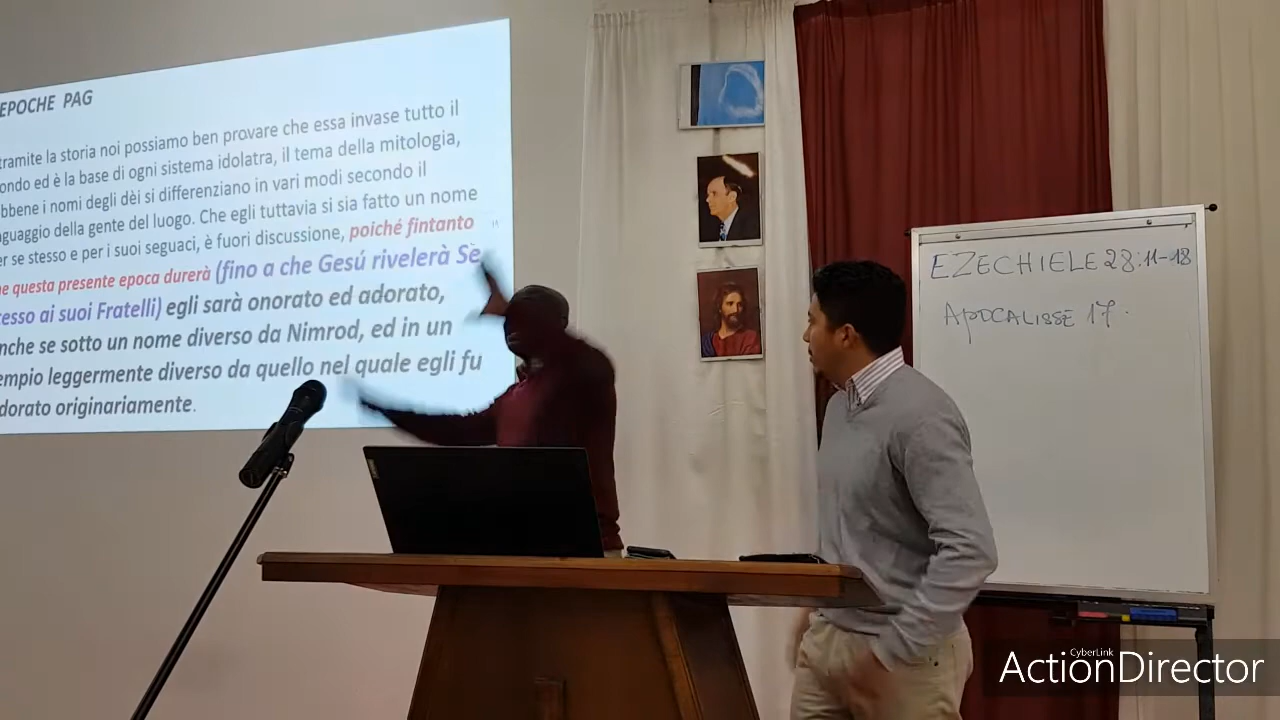 EPOCHE PAG
tramite la storia noi possiamo ben provare che essa invase tutto il
ondo ed è la base di ogni sistema idolatra, il tema della mitologia,
bbene i nomi degli dèi si differenziano in vari modi secondo il
nguaggio della gente del luogo. Che egli tuttavia si sia fatto un nome
er se stesso e per i suoi seguaci, è fuori discussione, poiché fintanto
he questa presente epoca durerà (fino a che Gesú rivelerà Se
tesso ai suoi Fratelli) egli sarà onorato ed adorato,
nche se sotto un nome diverso da Nimrod, ed in un
empio leggermente diverso da quello nel quale egli fu
dorato originariamente.
EZECHIELE 28:11-18
APOCALISSE 17.
CyberLink
ActionDirector